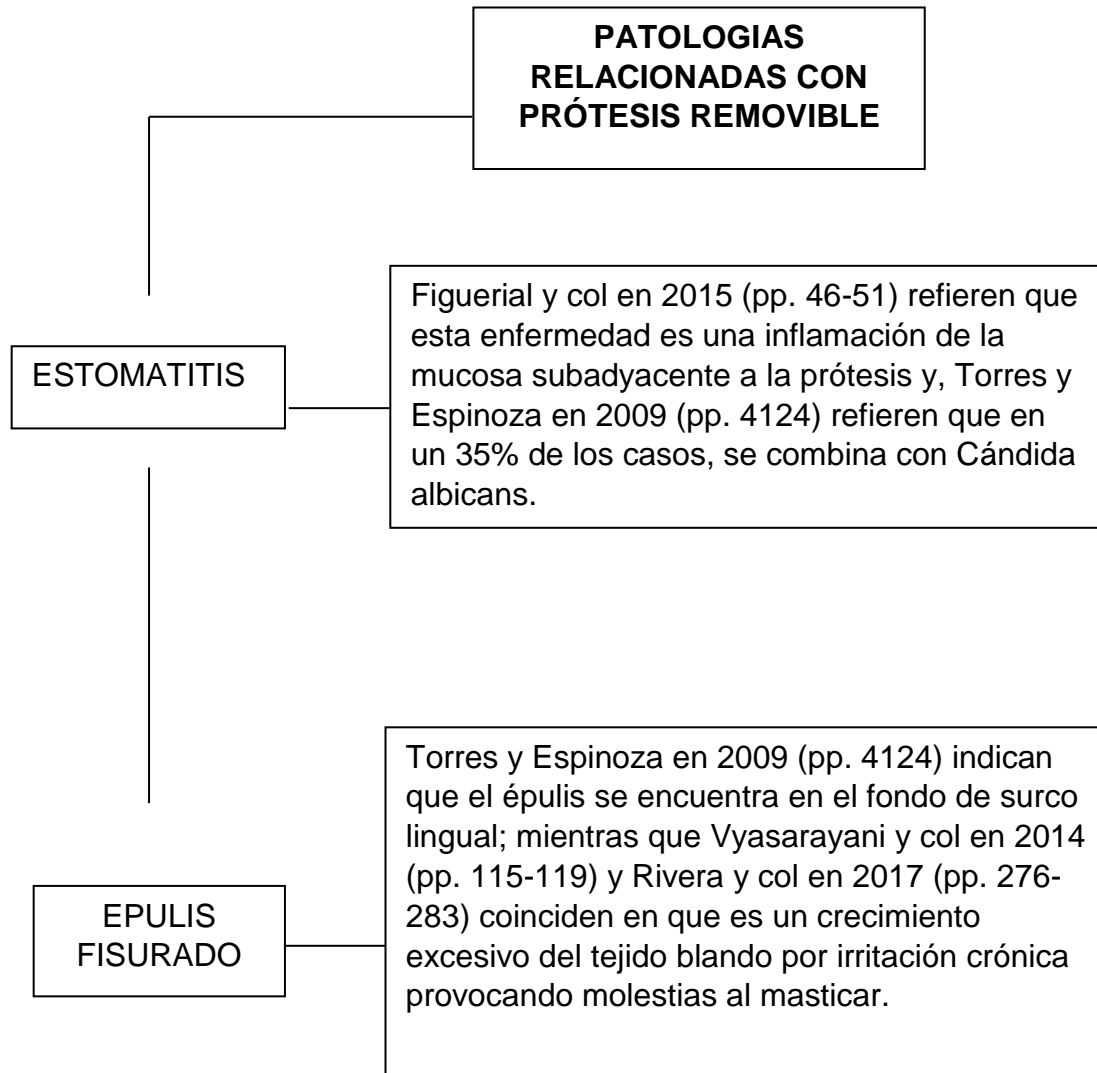 PATOLOGIAS
RELACIONADAS CON
PRÓTESIS REMOVIBLE
ESTOMATITIS
Figuerial y col en 2015 (pp. 46-51) refieren que
esta enfermedad es una inflamación de la
mucosa subadyacente a la prótesis y, Torres y
Espinoza en 2009 (pp. 4124) refieren que en
un 35% de los casos, se combina con Cándida
albicans.
EPULIS
FISURADO
Torres y Espinoza en 2009 (pp. 4124) indican
que el épulis se encuentra en el fondo de surco
lingual; mientras que Vyasarayani y col en 2014
(pp. 115-119) y Rivera y col en 2017 (pp. 276-
283) coinciden en que es un crecimiento
excesivo del tejido blando por irritación crónica
provocando molestias al masticar.